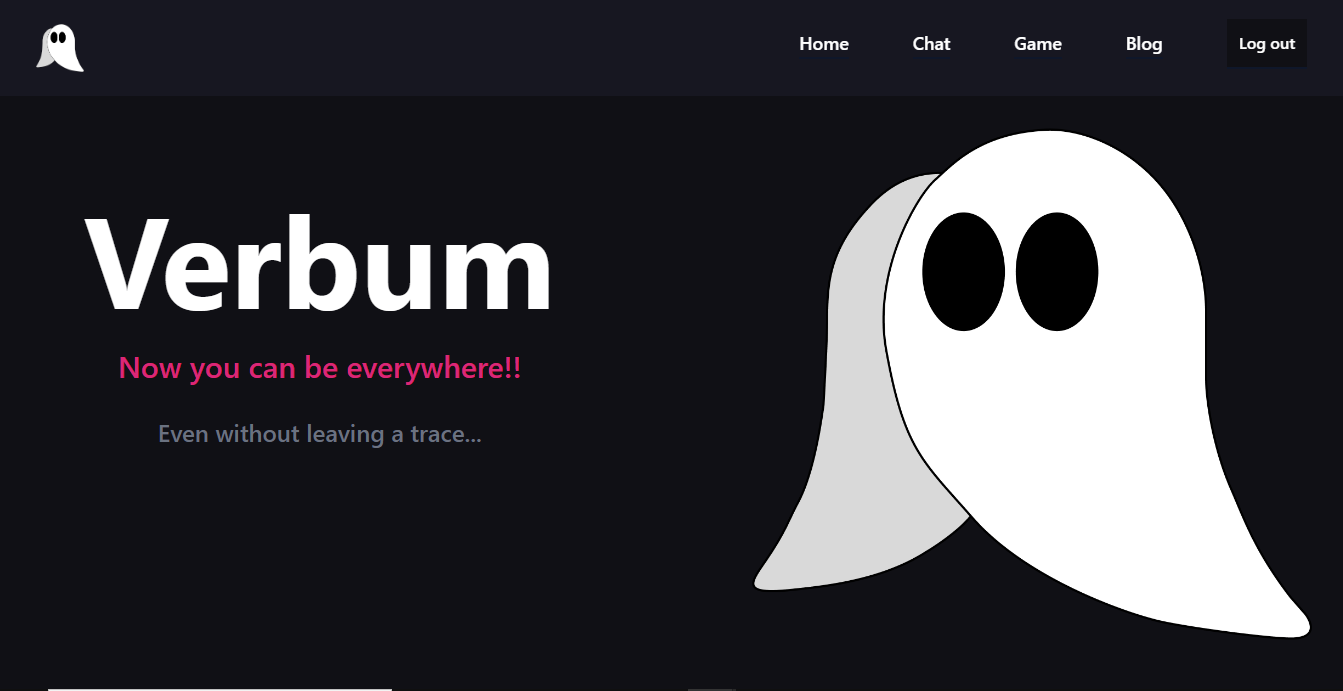 Home Chat Game Blog Log out
Verbum
Now you can be everywhere!!
Even without leaving a trace...